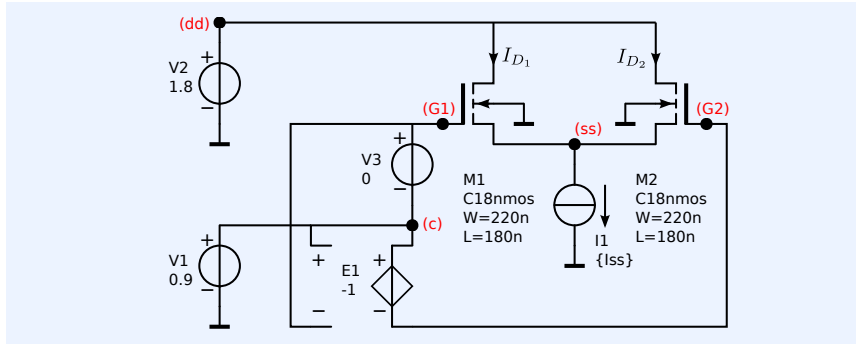 (dd)
V2
1.8
+
−
I_{D_1}
I_{D_2}
(G1)
(G2)
V3
0
+
−
(ss)
M1
C18nmos
W=220n
L=180n
M2
C18nmos
W=220n
L=180n
I1
{Iss}
(c)
V1
0.9
+
−
+
−
E1
-1
+
−